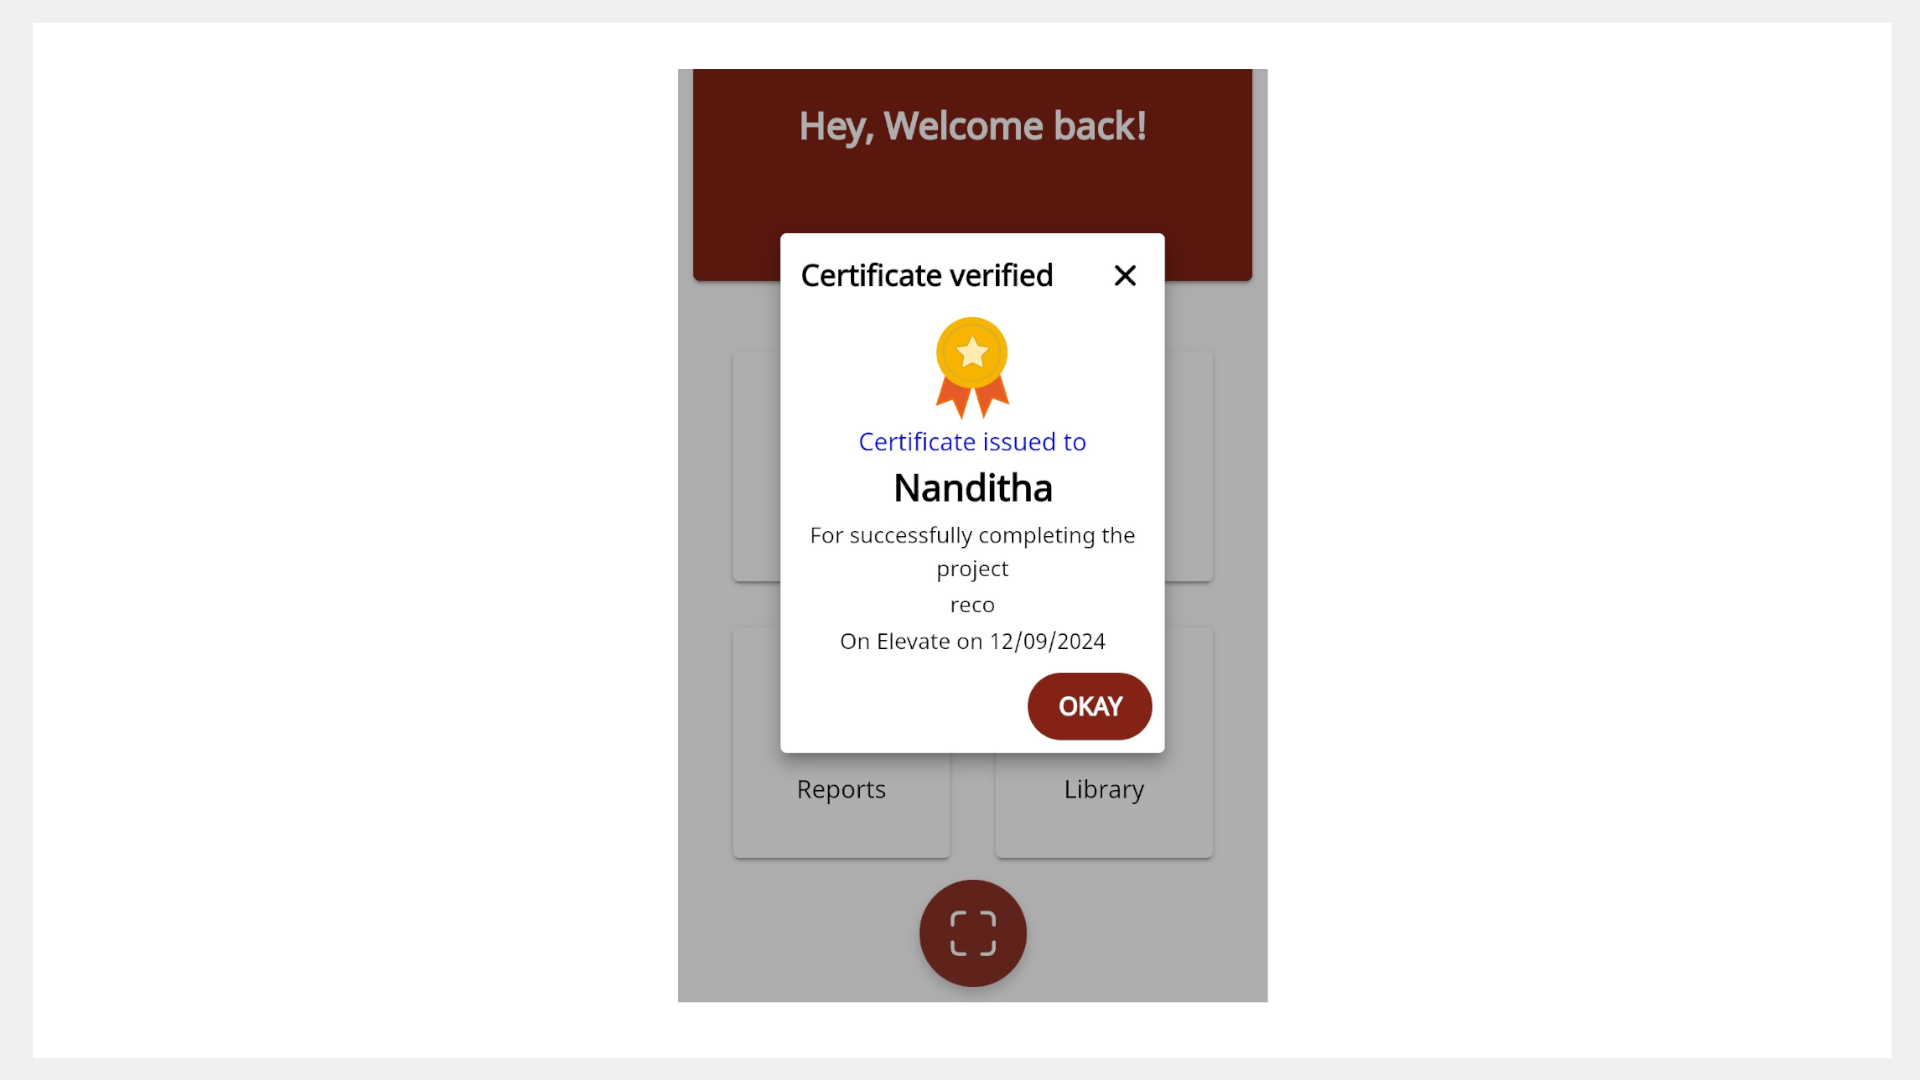 Hey, Welcome back!
Certificate verified
Certificate issued to
Nanditha
For successfully completing the
project
reco
On Elevate on 12/09/2024
OKAY
Reports
Library